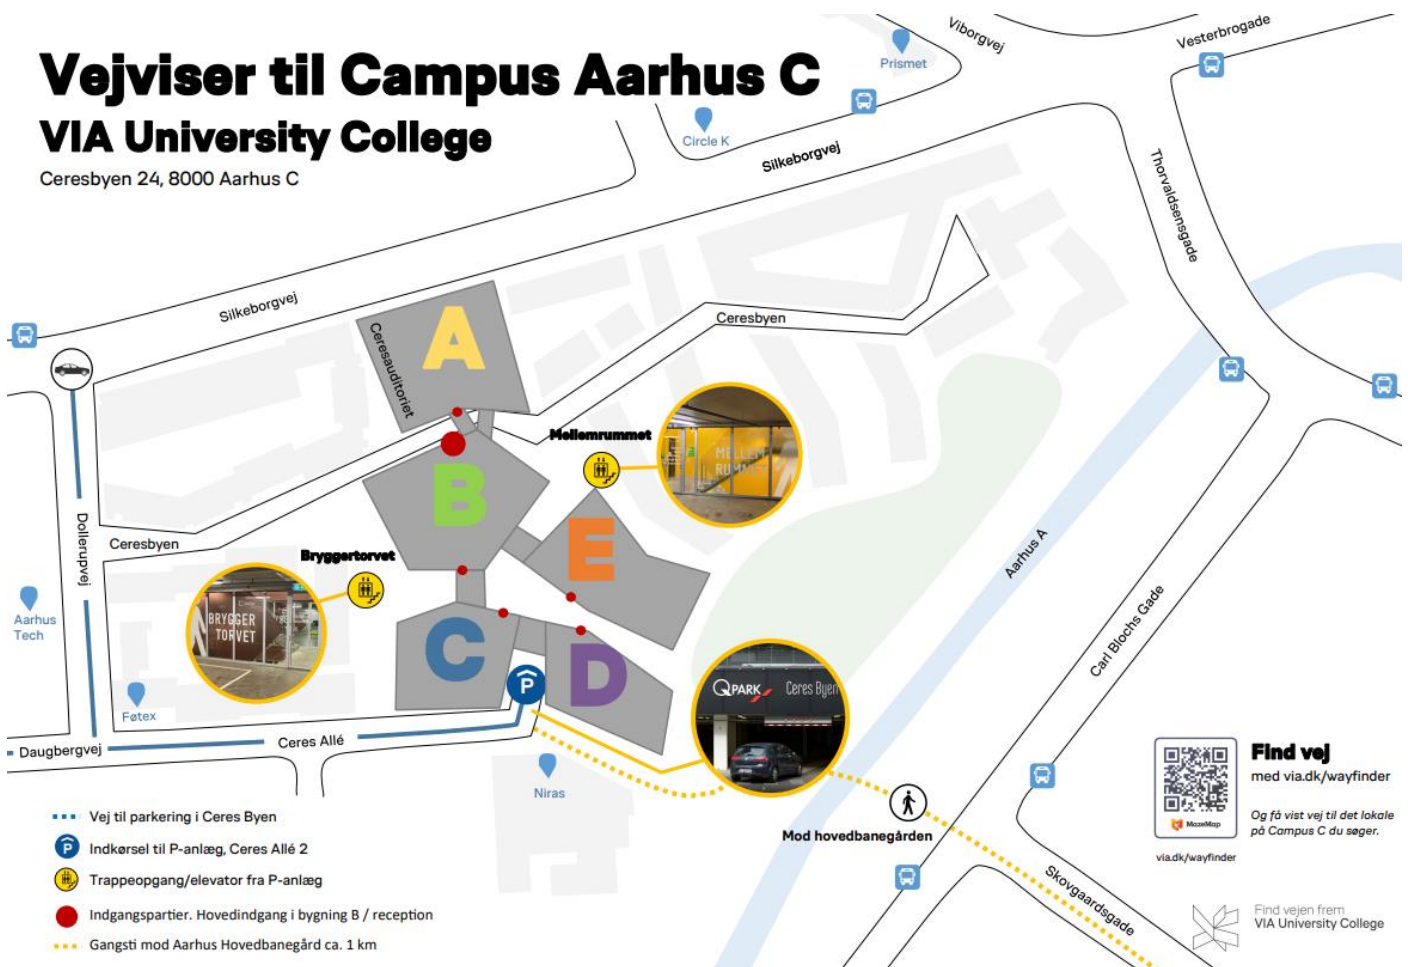 Vejviser til Campus Aarhus C
VIA University College
Ceresbyen 24, 8000 Aarhus C
Viborgvej
Vesterbrogade
Prismet
Circle K
Silkeborgvej
Thorvaldsensgade
Silkeborgvej
A
Ceresauditoriet
Ceresbyen
Mellemrummet
MELLEM
RUMMET
B
E
Ceresbyen
Dollerupvej
Bryggertorvet
BRYGGER
TORVET
Aarhus A
Aarhus
Tech
C
D
Carl Blochs Gade
P
QPARK Ceres Byen
Føtex
Daugbergvej
Ceres Allé
Niras
Mod hovedbanegården
Skovgaardsgade
Vej til parkering i Ceres Byen
P
Indkørsel til P-anlæg, Ceres Allé 2
Trappeopgang/elevator fra P-anlæg
Indgangspartier. Hovedindgang i bygning B / reception
Gangsti mod Aarhus Hovedbanegård ca. 1 km
MazeMap
via.dk/wayfinder
Find vej
med via.dk/wayfinder
Og få vist vej til det lokale
på Campus C du søger.
Find vejen frem
VIA University College